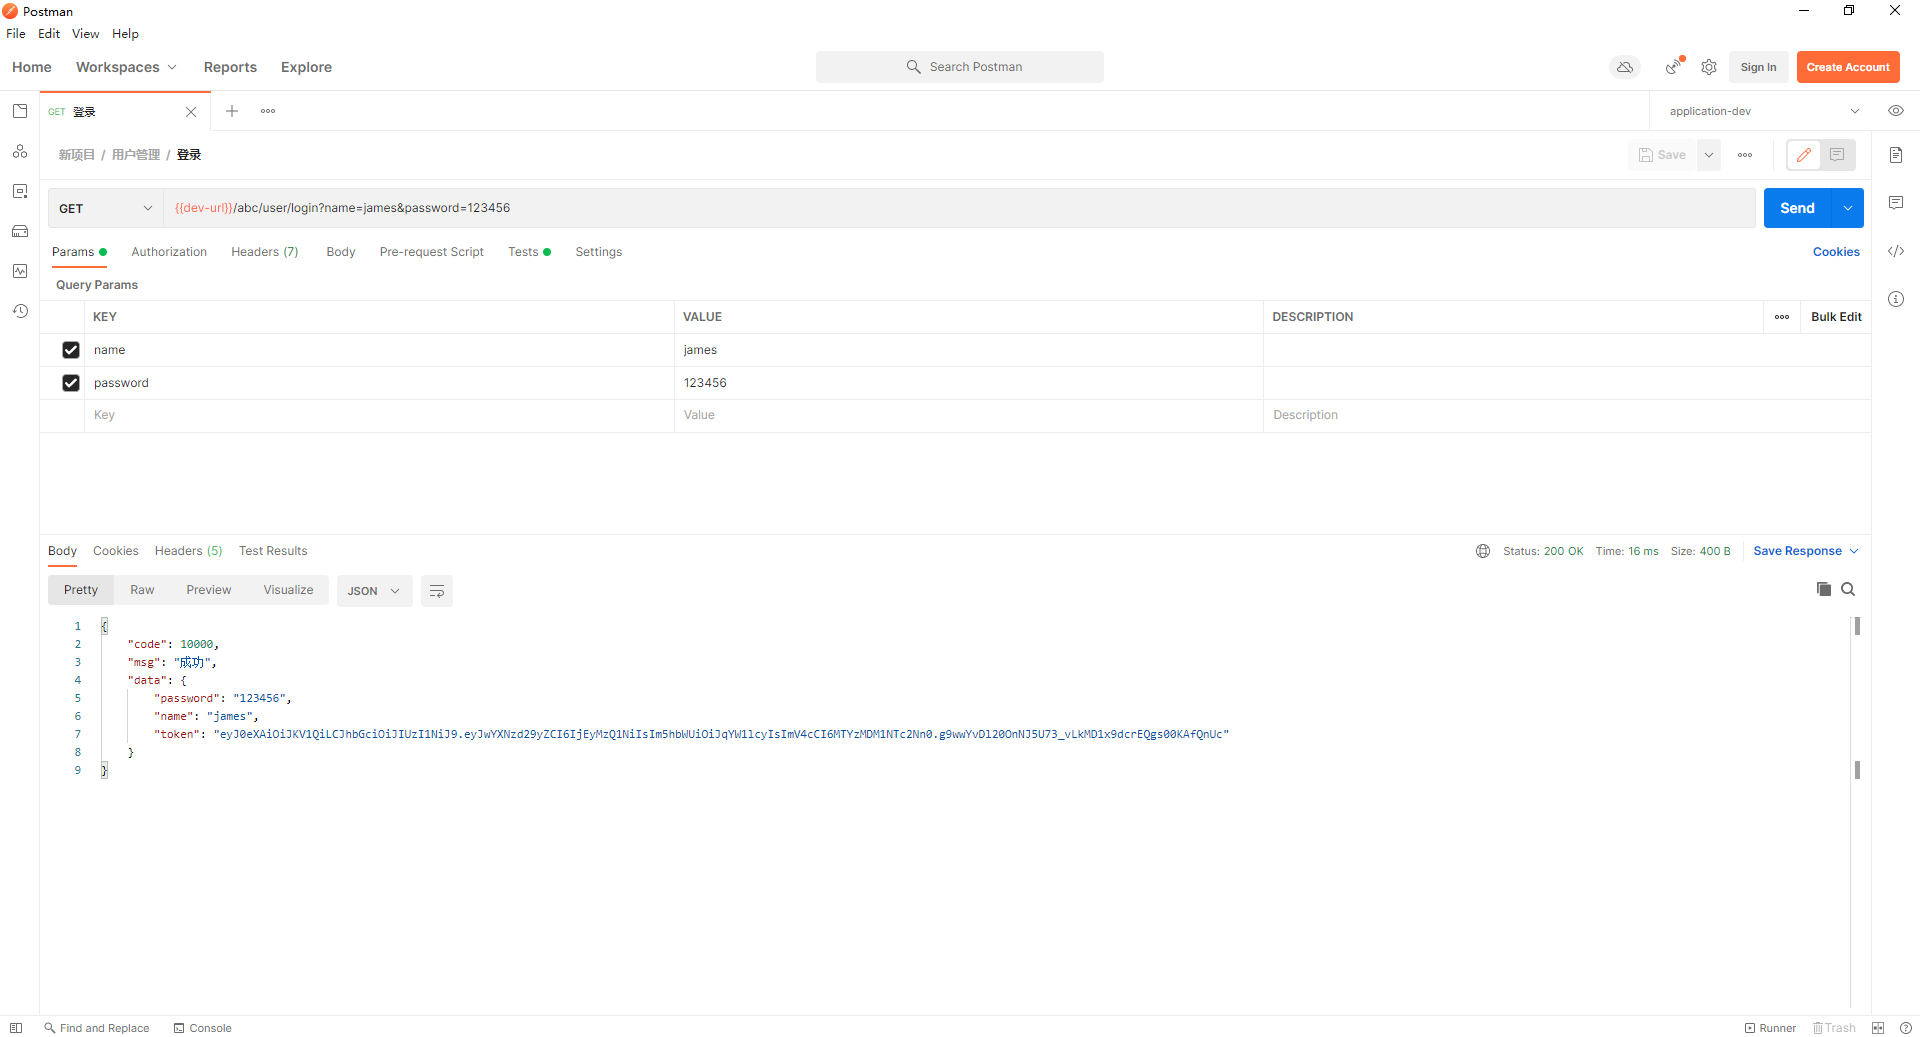 Postman
File Edit View Help
Home Workspaces Reports Explore Search Postman Sign In Create Account
GET 登录 application-dev
新项目 / 用户管理 / 登录 Save
GET {{dev-url}}/abc/user/login?name=james&password=123456 Send
Params Authorization Headers (7) Body Pre-request Script Tests Settings Cookies
Query Params
KEY VALUE DESCRIPTION Bulk Edit
name james
password 123456
Key Value Description
Body Cookies Headers (5) Test Results Status: 200 OK Time: 16 ms Size: 400 B Save Response
Pretty Raw Preview Visualize JSON
1 {
2 "code": 10000,
3 "msg": "成功",
4 "data": {
5 "password": "123456",
6 "name": "james",
7 "token": "eyJ0eXAiOiJKV1QiLCJhbGciOiJIUzI1NiJ9.eyJwYXNzd29yZCI6IjEyMzQ1NiIsIm5hbWUiOiJqYW1lcyIsImV4cCI6MTYzMDM1NTc2Nn0.g9wwYvDl20OnNJ5U73_vLkMD1x9dcrEQgs00KAfQnUc"
8 }
9 }
Find and Replace Console Runner Trash